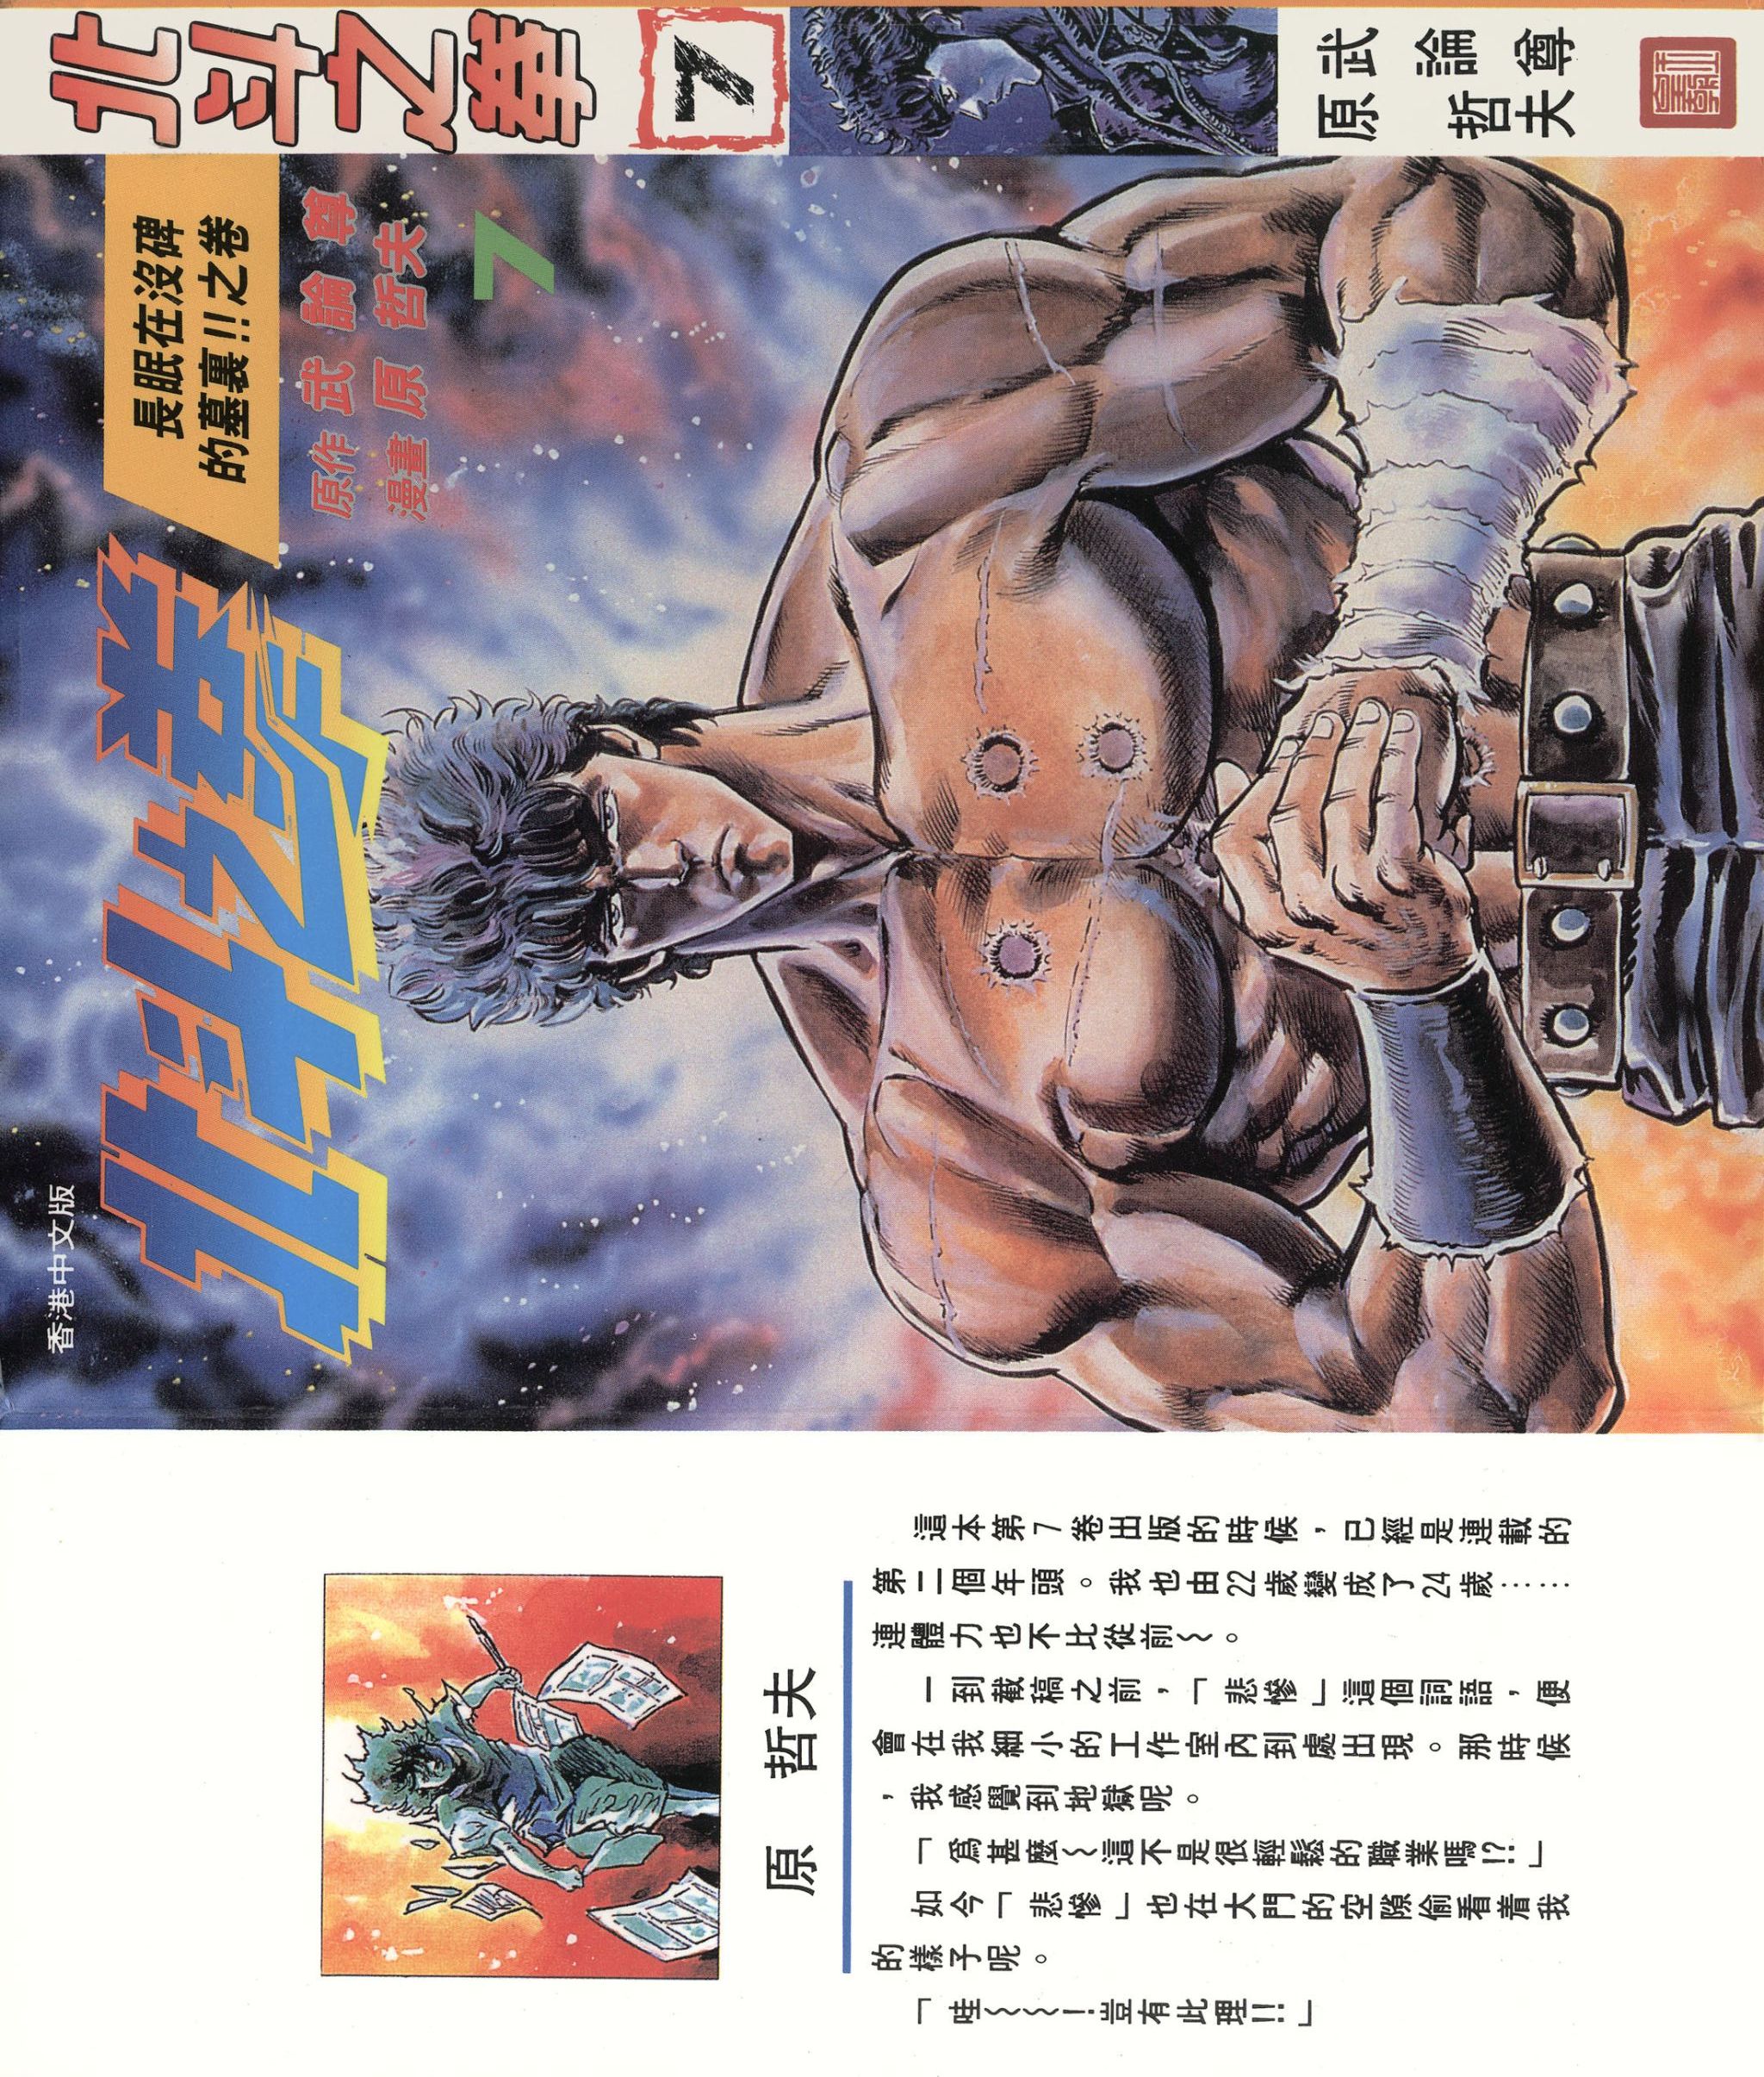 北斗之拳
7
武論尊
原哲夫
香港中文版
北斗之拳
長眠在沒碑
的墓裏!!之卷
原作 武論尊
漫畫 原哲夫
7
原 哲夫
這本第7卷出版的時候，已經是連載的
第二個年頭。我也由22歲變成了24歲……
連體力也不比從前～。
一到截稿之前，「悲慘」這個詞語，便
會在我細小的工作室內到處出現。那時候
，我感覺到地獄呢。
「爲甚麼～這不是很輕鬆的職業嗎!?」
如今「悲慘」也在大門的空隙偷看着我
的樣子呢。
「哇～～!豈有此理!!」